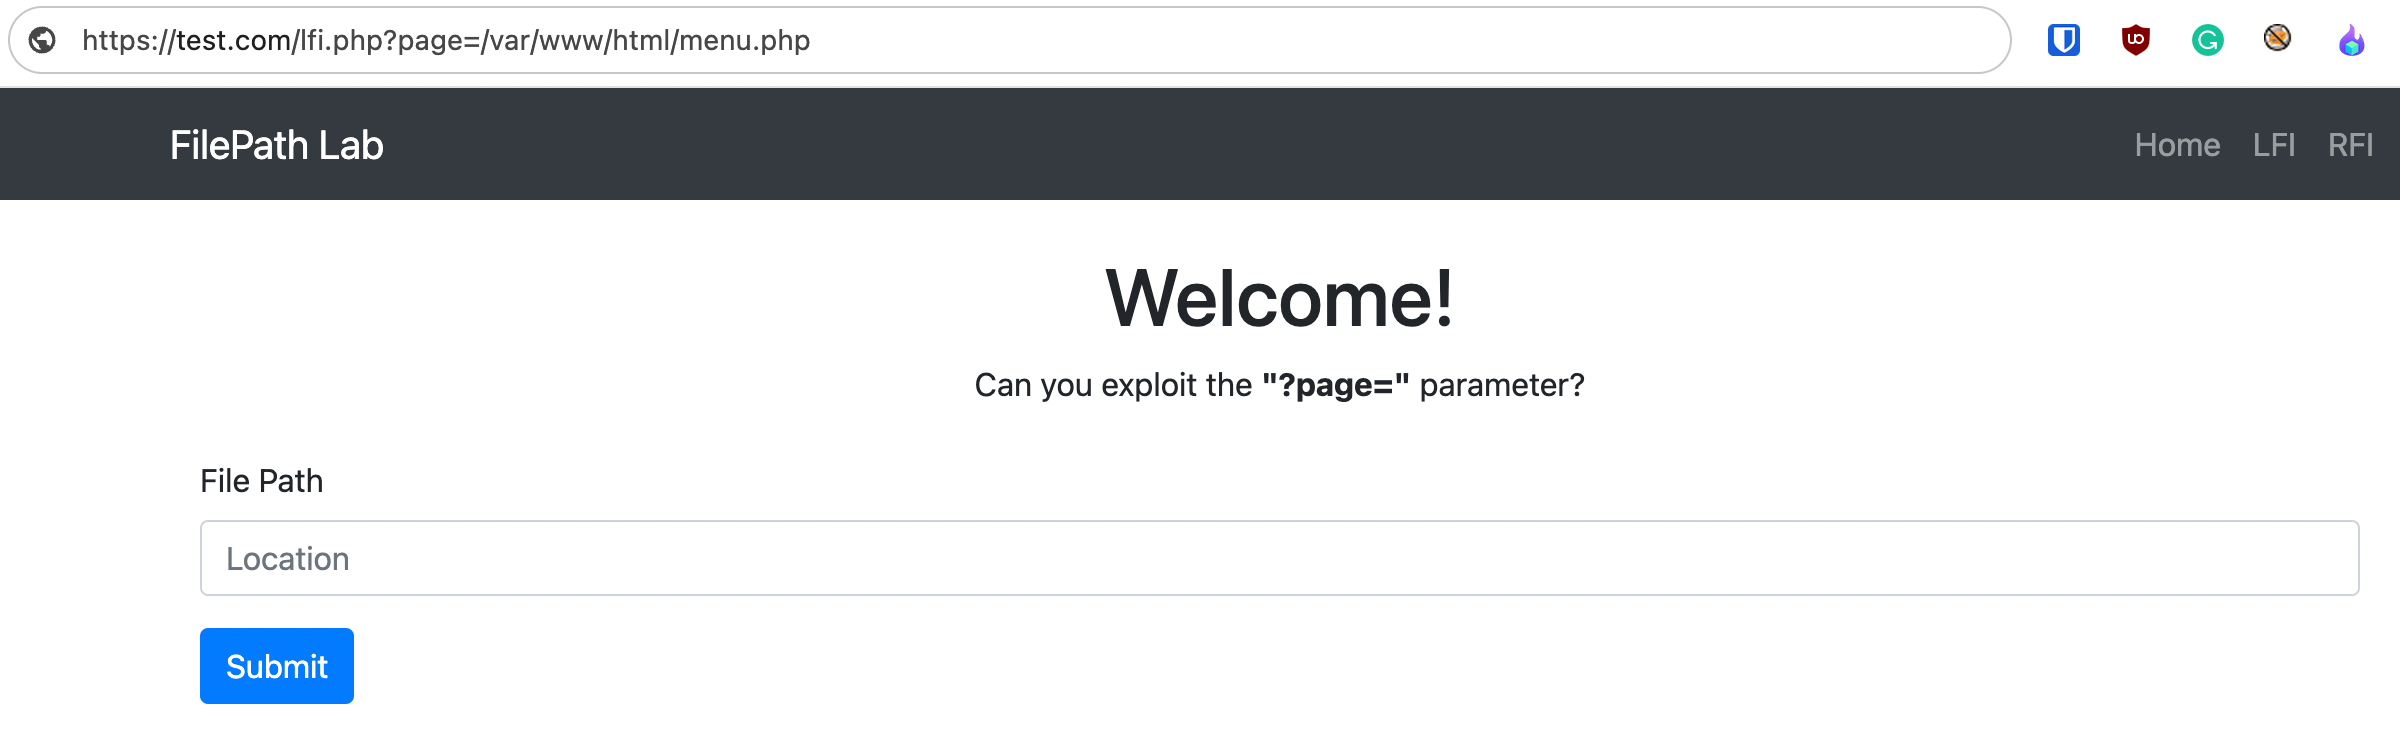 https://test.com/lfi.php?page=/var/www/html/menu.php
FilePath Lab
Home LFI RFI
Welcome!
Can you exploit the "?page=" parameter?
File Path
Location
Submit